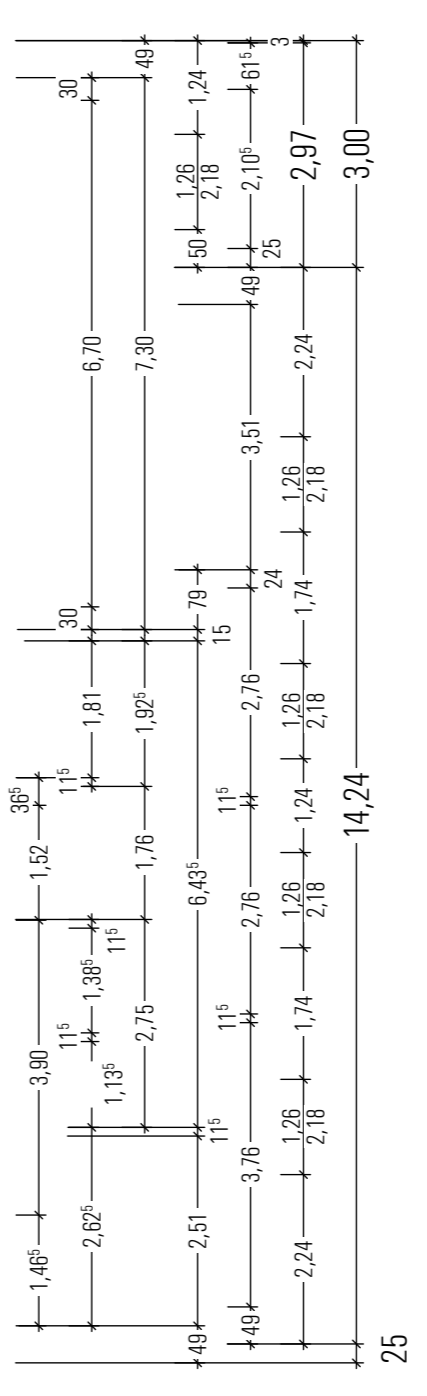 1,46⁵ 3,90 1,52 36⁵
2,62⁵ 1,13⁵ 11⁵ 1,38⁵ 11⁵ 11⁵ 1,81 30 6,70 30
2,75 1,76 1,92⁵ 7,30 49
49 2,51 11⁵ 6,43⁵ 15 79 50 1,26 1,24
2,18
49 3,76 11⁵ 2,76 11⁵ 2,76 24 3,51 49 25 2,10⁵ 61⁵ 3
2,24 1,26 1,74 1,26 1,24 1,26 1,74 1,26 2,24 2,97
2,18 2,18 2,18 2,18
14,24 3,00
25